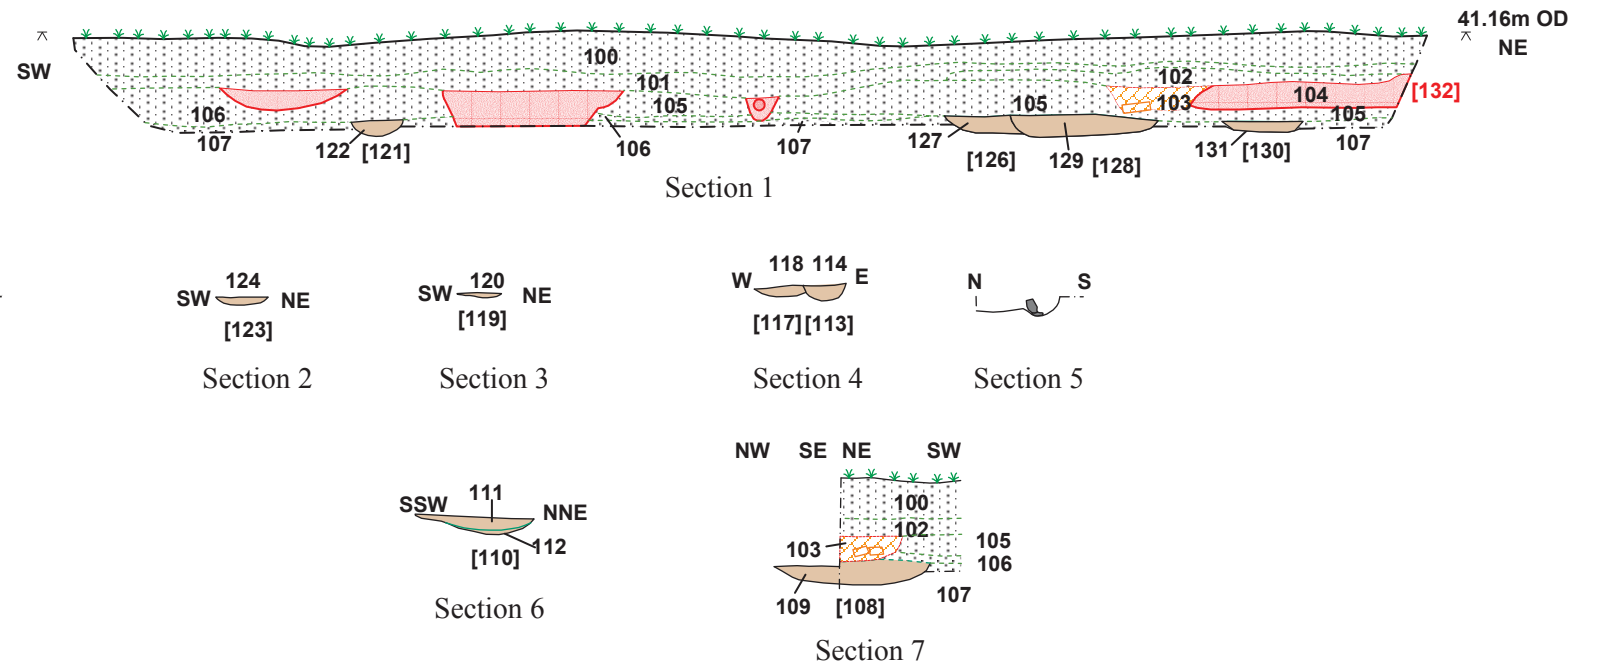 41.16m OD
SW NE
100
101 102
105 105 103 104 [132]
106 105
107 122 [121] 106 107 127 [126] 129 [128] 131 [130] 107
Section 1
124
SW NE
[123]
Section 2
120
SW NE
[119]
Section 3
118 114
W E
[117] [113]
Section 4
N S
Section 5
111
SSW NNE
[110] 112
Section 6
NW SE NE SW
100
102
103 105
106
109 [108] 107
Section 7